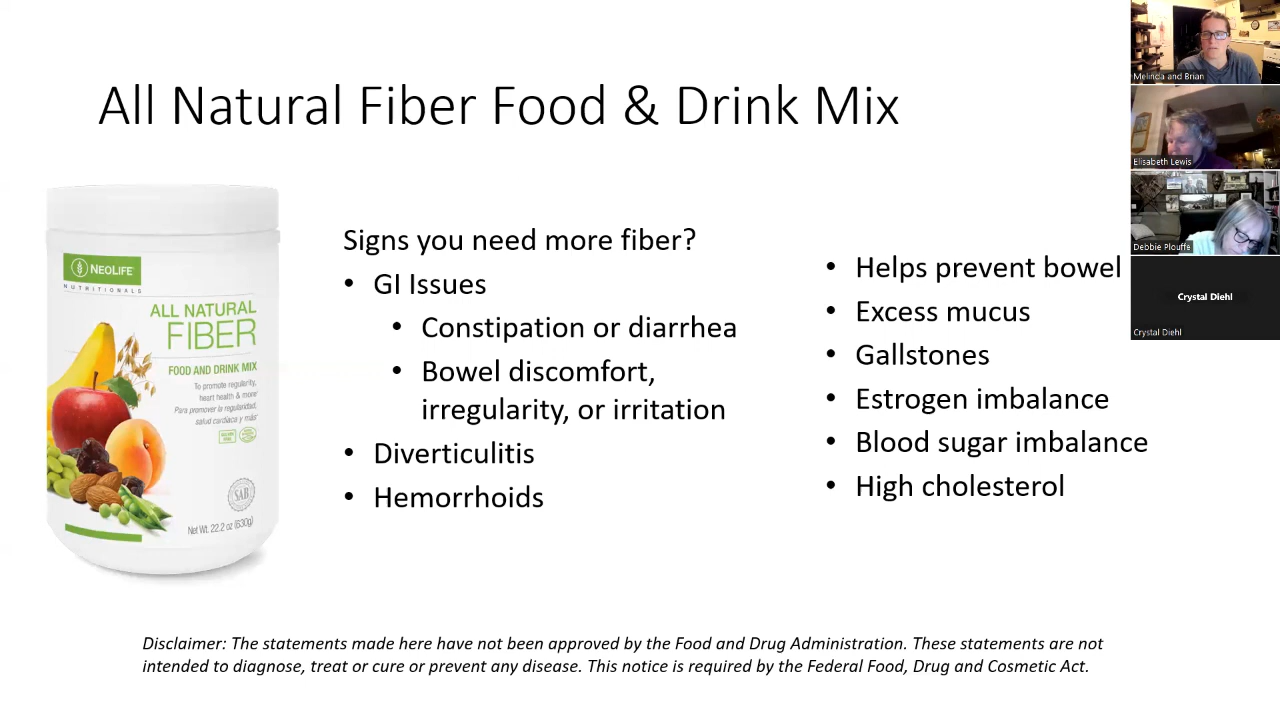 All Natural Fiber Food & Drink Mix
NEOLIFE
NUTRITIONALS
ALL NATURAL
FIBER
FOOD AND DRINK MIX
To promote regularity,
heart health & more
Para promover la regularidad,
salud cardíaca y más
SAB
Net Wt. 22.2 oz (630g)
Signs you need more fiber?
• GI Issues
• Constipation or diarrhea
• Bowel discomfort,
irregularity, or irritation
• Diverticulitis
• Hemorrhoids
• Helps prevent bowel
• Excess mucus
• Gallstones
• Estrogen imbalance
• Blood sugar imbalance
• High cholesterol
Melinda and Brian
Elisabeth Lewis
Debbie Plouffe
Crystal Diehl
Crystal Diehl
Disclaimer: The statements made here have not been approved by the Food and Drug Administration. These statements are not
intended to diagnose, treat or cure or prevent any disease. This notice is required by the Federal Food, Drug and Cosmetic Act.